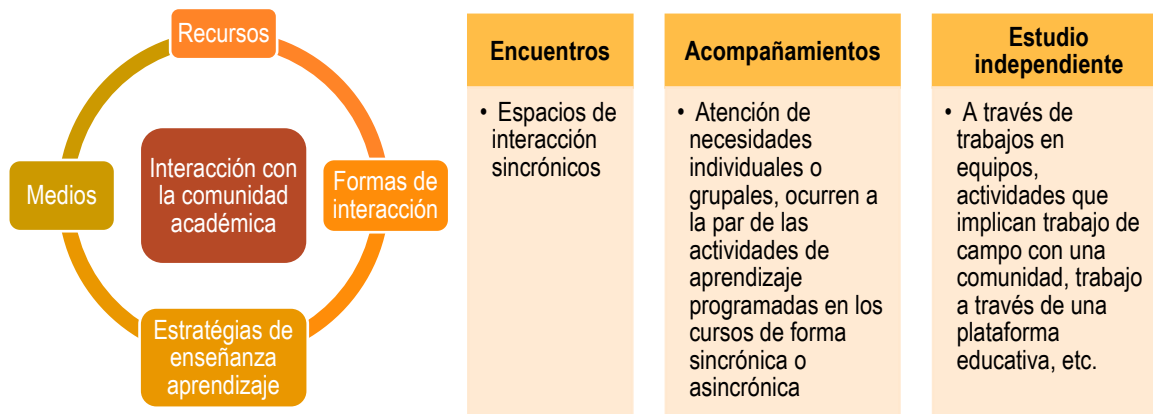 Recursos
Medios
Interacción con
la comunidad
académica
Formas de
interacción
Estratégias de
enseñanza
aprendizaje
Encuentros
• Espacios de
interacción
sincrónicos
Acompañamientos
• Atención de
necesidades
individuales o
grupales, ocurren a
la par de las
actividades de
aprendizaje
programadas en los
cursos de forma
sincrónica o
asincrónica
Estudio
independiente
• A través de
trabajos en
equipos,
actividades que
implican trabajo de
campo con una
comunidad, trabajo
a través de una
plataforma
educativa, etc.